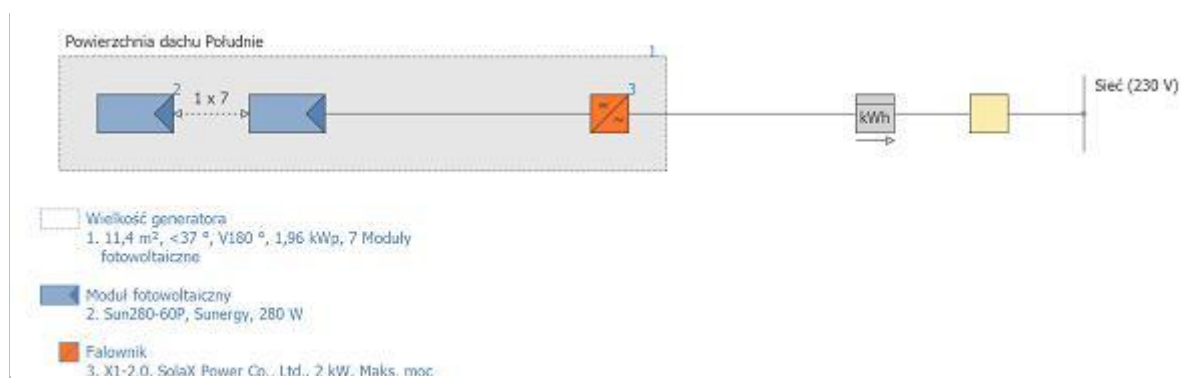 Powierzchnia dachu Południe
1
2
1 x 7
3
kWh
Sieć (230 V)
Wielkość generatora
1. 11,4 m², <37 °, V180 °, 1,96 kWp, 7 Moduły
fotowoltaiczne
Moduł fotowoltaiczny
2. Sun280-60P, Sunergy, 280 W
Falownik
3. X1-2.0, SolaX Power Co., Ltd., 2 kW, Maks. moc